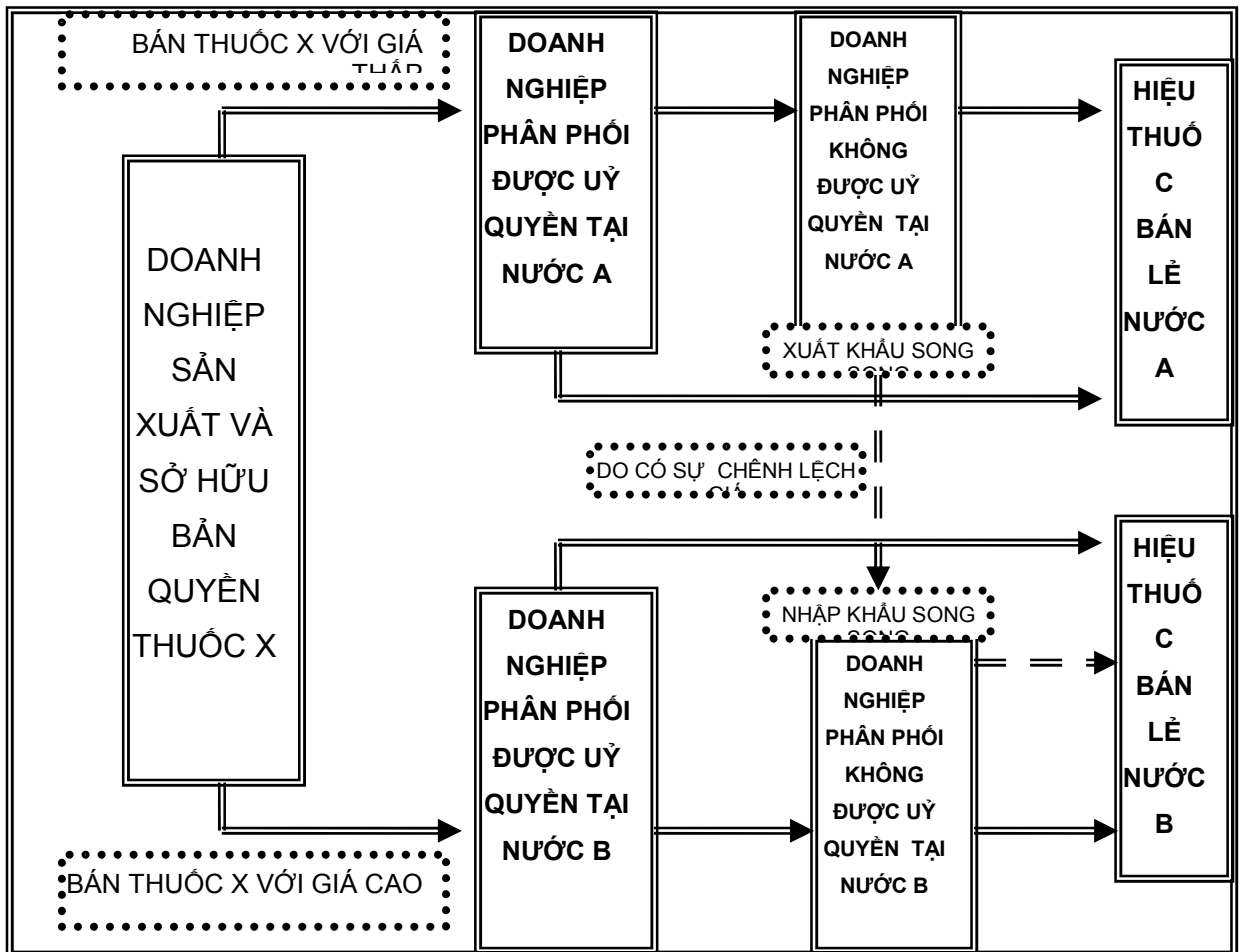 BÁN THUỐC X VỚI GIÁ
THẤP
DOANH
NGHIỆP
PHÂN PHỐI
ĐƯỢC UỶ
QUYỀN TẠI
NƯỚC A
DOANH
NGHIỆP
PHÂN PHỐI
KHÔNG
ĐƯỢC UỶ
QUYỀN TẠI
NƯỚC A
HIỆU
THUỐ
C
BÁN
LẺ
NƯỚC
A
DOANH
NGHIỆP
SẢN
XUẤT VÀ
SỞ HỮU
BẢN
QUYỀN
THUỐC X
XUẤT KHẨU SONG
SONG
DO CÓ SỰ CHÊNH LỆCH
GIÁ
NHẬP KHẨU SONG
SONG
DOANH
NGHIỆP
PHÂN PHỐI
ĐƯỢC UỶ
QUYỀN TẠI
NƯỚC B
DOANH
NGHIỆP
PHÂN PHỐI
KHÔNG
ĐƯỢC UỶ
QUYỀN TẠI
NƯỚC B
HIỆU
THUỐ
C
BÁN
LẺ
NƯỚC
B
BÁN THUỐC X VỚI GIÁ CAO